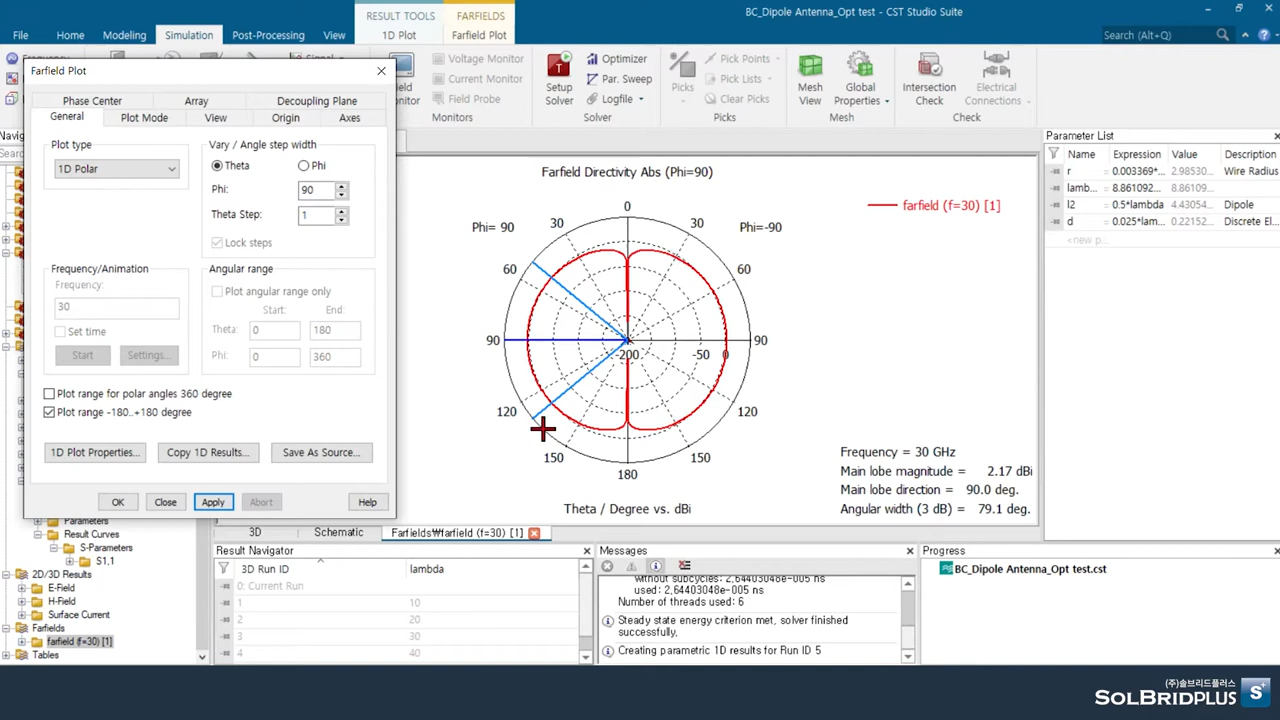 RESULT TOOLS
FARFIELDS
BC_Dipole Antenna_Opt test - CST Studio Suite
File
Home
Modeling
Simulation
Post-Processing
View
1D Plot
Farfield Plot
Search (Alt+Q)
Farfield Plot
Phase Center
Array
Decoupling Plane
General
Plot Mode
View
Origin
Axes
Plot type
1D Polar
Vary / Angle step width
Theta
Phi
Phi:
90
Theta Step:
1
Lock steps
Frequency/Animation
Frequency:
30
Set time
Start
Settings...
Angular range
Plot angular range only
Start:
End:
Theta:
0
180
Phi:
0
360
Plot range for polar angles 360 degree
Plot range -180..+180 degree
1D Plot Properties...
Copy 1D Results...
Save As Source...
OK
Close
Apply
Abort
Help
Voltage Monitor
Current Monitor
Field Probe
Monitors
Setup
Solver
Optimizer
Par. Sweep
Logfile
Solver
Picks
Pick Points
Pick Lists
Clear Picks
Picks
Mesh
View
Global
Properties
Mesh
Intersection
Check
Electrical
Connections
Check
Farfield Directivity Abs (Phi=90)
farfield (f=30) [1]
Phi= 90
Phi=-90
0
30
30
60
60
90
90
120
120
150
150
180
-200
-50
0
Theta / Degree vs. dBi
Frequency = 30 GHz
Main lobe magnitude = 2.17 dBi
Main lobe direction = 90.0 deg.
Angular width (3 dB) = 79.1 deg.
Parameter List
Name
Expression
Value
Description
r
= 0.003369*...
2.98530...
Wire Radius
lamb...
= 8.861092...
8.86109...
l2
= 0.5*lambda
4.43054...
Dipole
d
= 0.025*lam...
0.22152...
Discrete El...
<new p...
3D
Schematic
Farfields₩farfield (f=30) [1]
Parameters
Result Curves
S-Parameters
S1,1
2D/3D Results
E-Field
H-Field
Surface Current
Farfields
farfield (f=30) [1]
Tables
Result Navigator
3D Run ID
lambda
0: Current Run
1
10
2
20
3
30
4
40
Messages
without subcycles: 2,64403048e-005 ns
used: 2,64403048e-005 ns
Number of threads used: 6
Steady state energy criterion met, solver finished
successfully,
Creating parametric 1D results for Run ID 5
Progress
BC_Dipole Antenna_Opt test.cst
(주)솔브리드플러스
SOLBRIDPLUS
S+